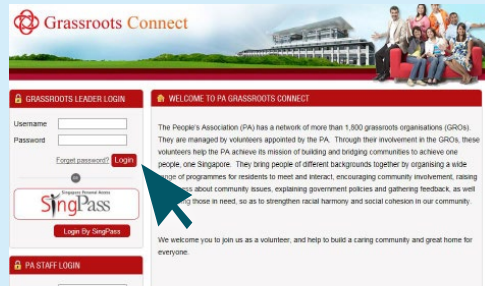 Grassroots Connect
GRASSROOTS LEADER LOGIN
Username
Password
Forget password? Login
OR
Singapore Personal Access
SingPass
Login By SingPass
PA STAFF LOGIN
WELCOME TO PA GRASSROOTS CONNECT
The People's Association (PA) has a network of more than 1,800 grassroots organisations (GROs).
They are managed by volunteers appointed by the PA. Through their involvement in the GROs, these
volunteers help the PA achieve its mission of building and bridging communities to achieve one
people, one Singapore. They bring people of different backgrounds together by organising a wide
of programmes for residents to meet and interact, encouraging community involvement, raising
about community issues, explaining government policies and gathering feedback, as well
those in need, so as to strengthen racial harmony and social cohesion in our community.
We welcome you to join us as a volunteer, and help to build a caring community and great home for
everyone.